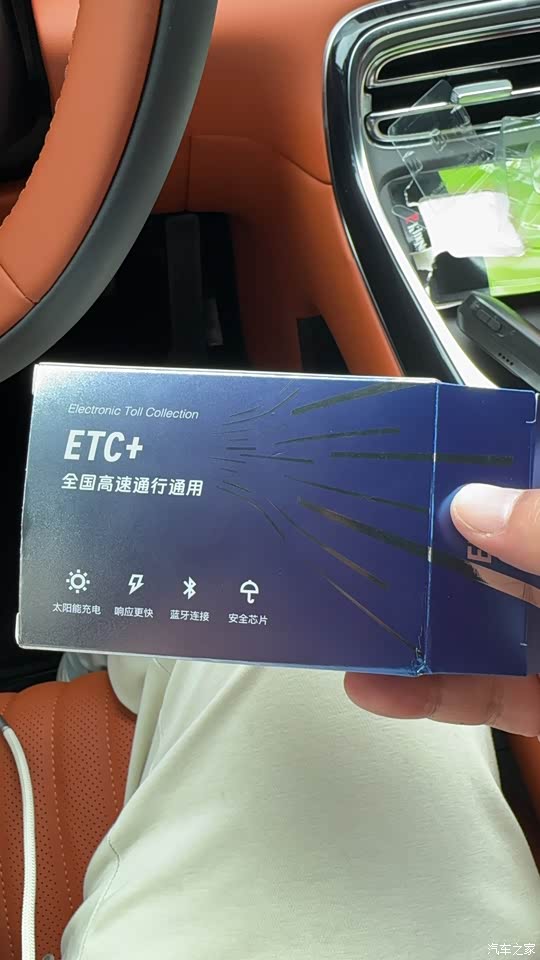 Electronic Toll Collection
ETC+
全国高速通行通用
太阳能充电
响应更快
蓝牙连接
安全芯片
E
汽车之家